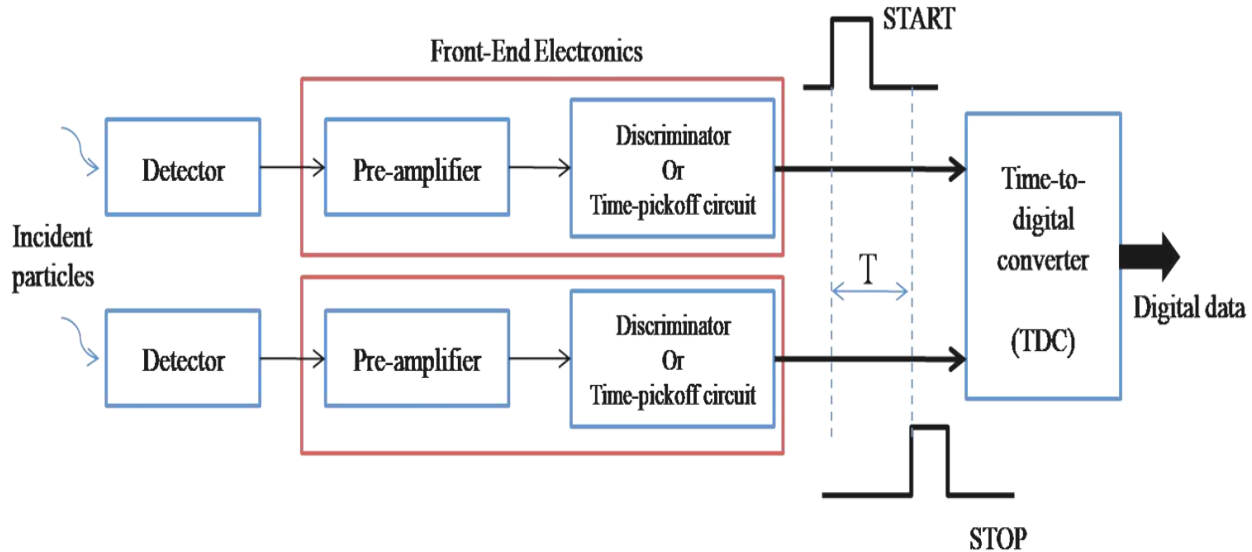 START
Front-End Electronics
Detector
Pre-amplifier
Discriminator
Or
Time-pickoff circuit
Time-to-
digital
converter
(TDC)
Incident
particles
T
Digital data
Detector
Pre-amplifier
Discriminator
Or
Time-pickoff circuit
STOP